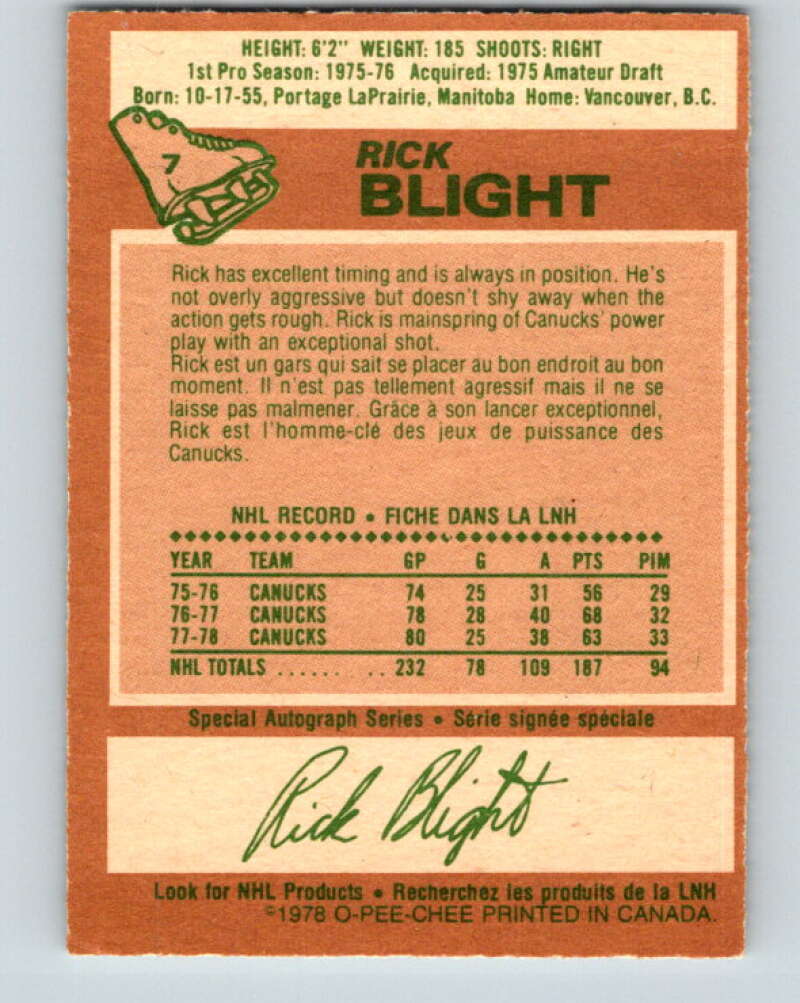 HEIGHT: 6'2" WEIGHT: 185 SHOOTS: RIGHT
1st Pro Season: 1975-76 Acquired: 1975 Amateur Draft
Born: 10-17-55, Portage LaPrairie, Manitoba Home: Vancouver, B.C.
7
RICK
BLIGHT
Rick has excellent timing and is always in position. He's
not overly aggressive but doesn't shy away when the
action gets rough. Rick is mainspring of Canucks' power
play with an exceptional shot.
Rick est un gars qui sait se placer au bon endroit au bon
moment. Il n'est pas tellement agressif mais il ne se
laisse pas malmener. Grâce à son lancer exceptionnel,
Rick est l'homme-clé des jeux de puissance des
Canucks.
NHL RECORD • FICHE DANS LA LNH
YEAR TEAM GP G A PTS PIM
75-76 CANUCKS 74 25 31 56 29
76-77 CANUCKS 78 28 40 68 32
77-78 CANUCKS 80 25 38 63 33
NHL TOTALS . . . . . . . . . . 232 78 109 187 94
Special Autograph Series • Série signée spéciale
Rick Blight
Look for NHL Products • Recherchez les produits de la LNH
©1978 O-PEE-CHEE PRINTED IN CANADA.